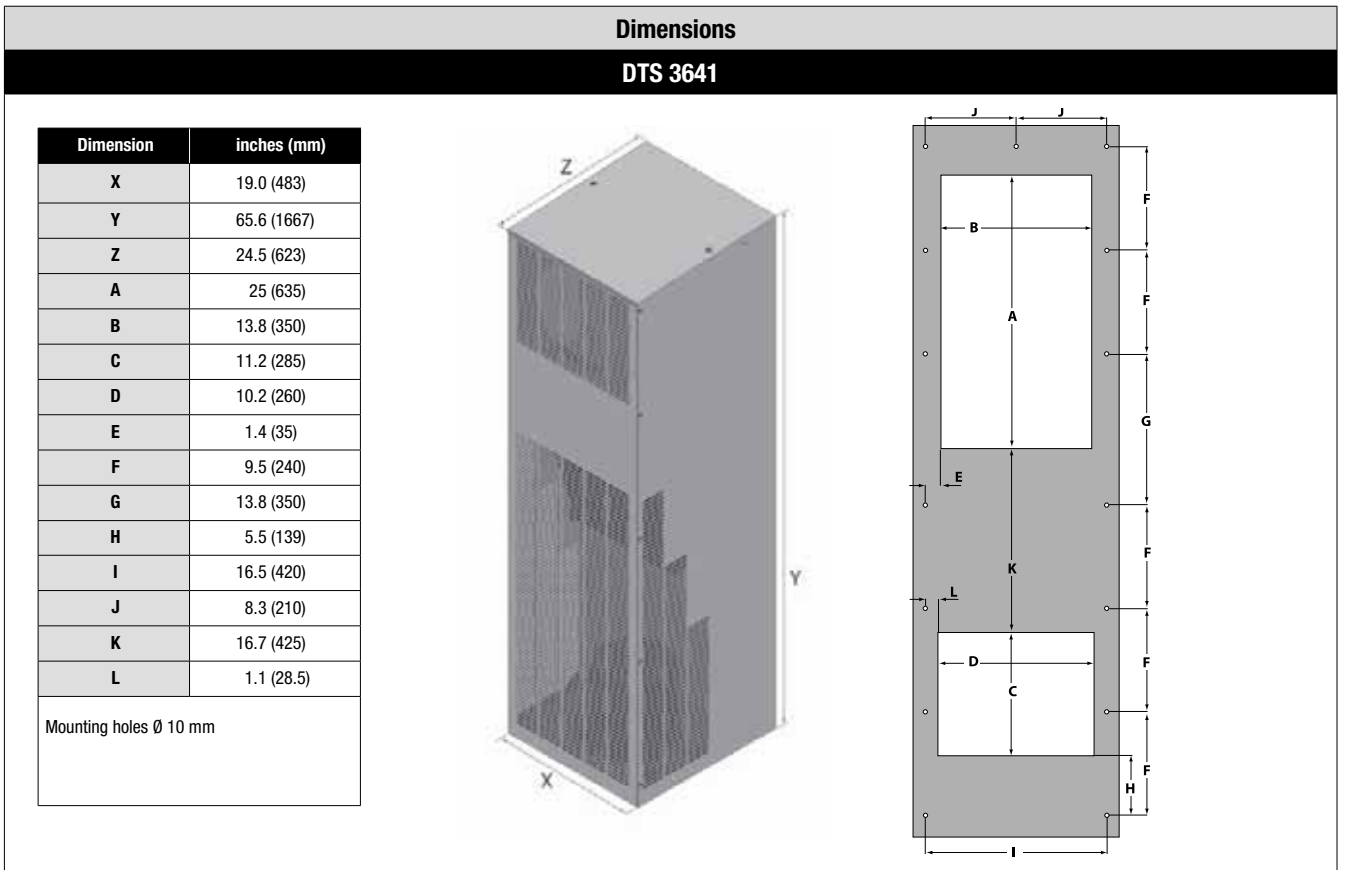 Dimensions
DTS 3641
Dimension inches (mm)
X 19.0 (483)
Y 65.6 (1667)
Z 24.5 (623)
A 25 (635)
B 13.8 (350)
C 11.2 (285)
D 10.2 (260)
E 1.4 (35)
F 9.5 (240)
G 13.8 (350)
H 5.5 (139)
I 16.5 (420)
J 8.3 (210)
K 16.7 (425)
L 1.1 (28.5)
Mounting holes Ø 10 mm
Z
Y
X
J J
F
B
F
A
G
E
F
K
L
F
D
C
F
H
I